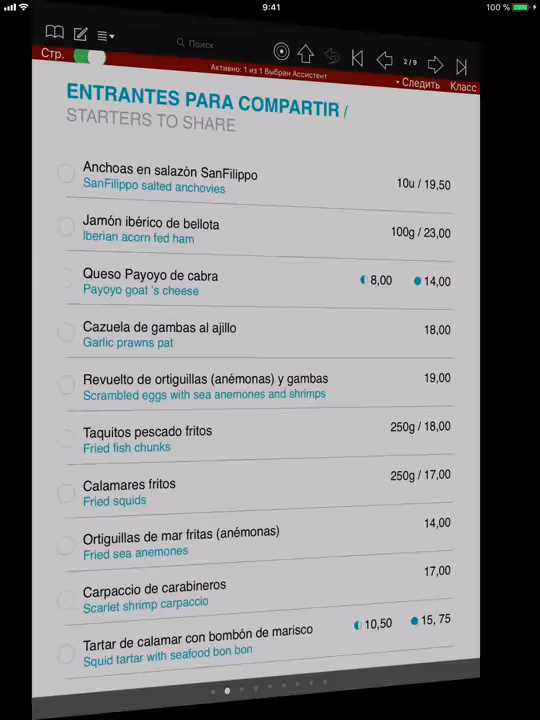 9:41
100 %
Поиск
2/9
Стр.
Активно: 1 из 1 Выбран Ассистент
Следить
Класс
ENTRANTES PARA COMPARTIR /
STARTERS TO SHARE
Anchoas en salazón SanFilippo
10u / 19,50
SanFilippo salted anchovies
Jamón ibérico de bellota
100g / 23,00
Iberian acorn fed ham
Queso Payoyo de cabra
8,00
14,00
Payoyo goat 's cheese
Cazuela de gambas al ajillo
18,00
Garlic prawns pat
Revuelto de ortiguillas (anémonas) y gambas
19,00
Scrambled eggs with sea anemones and shrimps
Taquitos pescado fritos
250g / 18,00
Fried fish chunks
Calamares fritos
250g / 17,00
Fried squids
Ortiguillas de mar fritas (anémonas)
14,00
Fried sea anemones
Carpaccio de carabineros
17,00
Scarlet shrimp carpaccio
Tartar de calamar con bombón de marisco
10,50
15, 75
Squid tartar with seafood bon bon